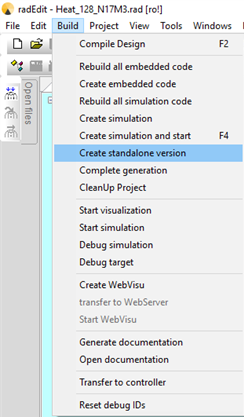 radEdit - Heat_128_N17M3.rad [ro!]
File Edit Build Project View Tools Windows
Compile Design
Rebuild all embedded code
Create embedded code
Rebuild all simulation code
Create simulation
Create simulation and start F4
Create standalone version
Complete generation
CleanUp Project
Start visualization
Start simulation
Debug simulation
Debug target
Create WebVisu
transfer to WebServer
Start WebVisu
Generate documentation
Open documentation
Transfer to controller
Reset debug IDs
Open files